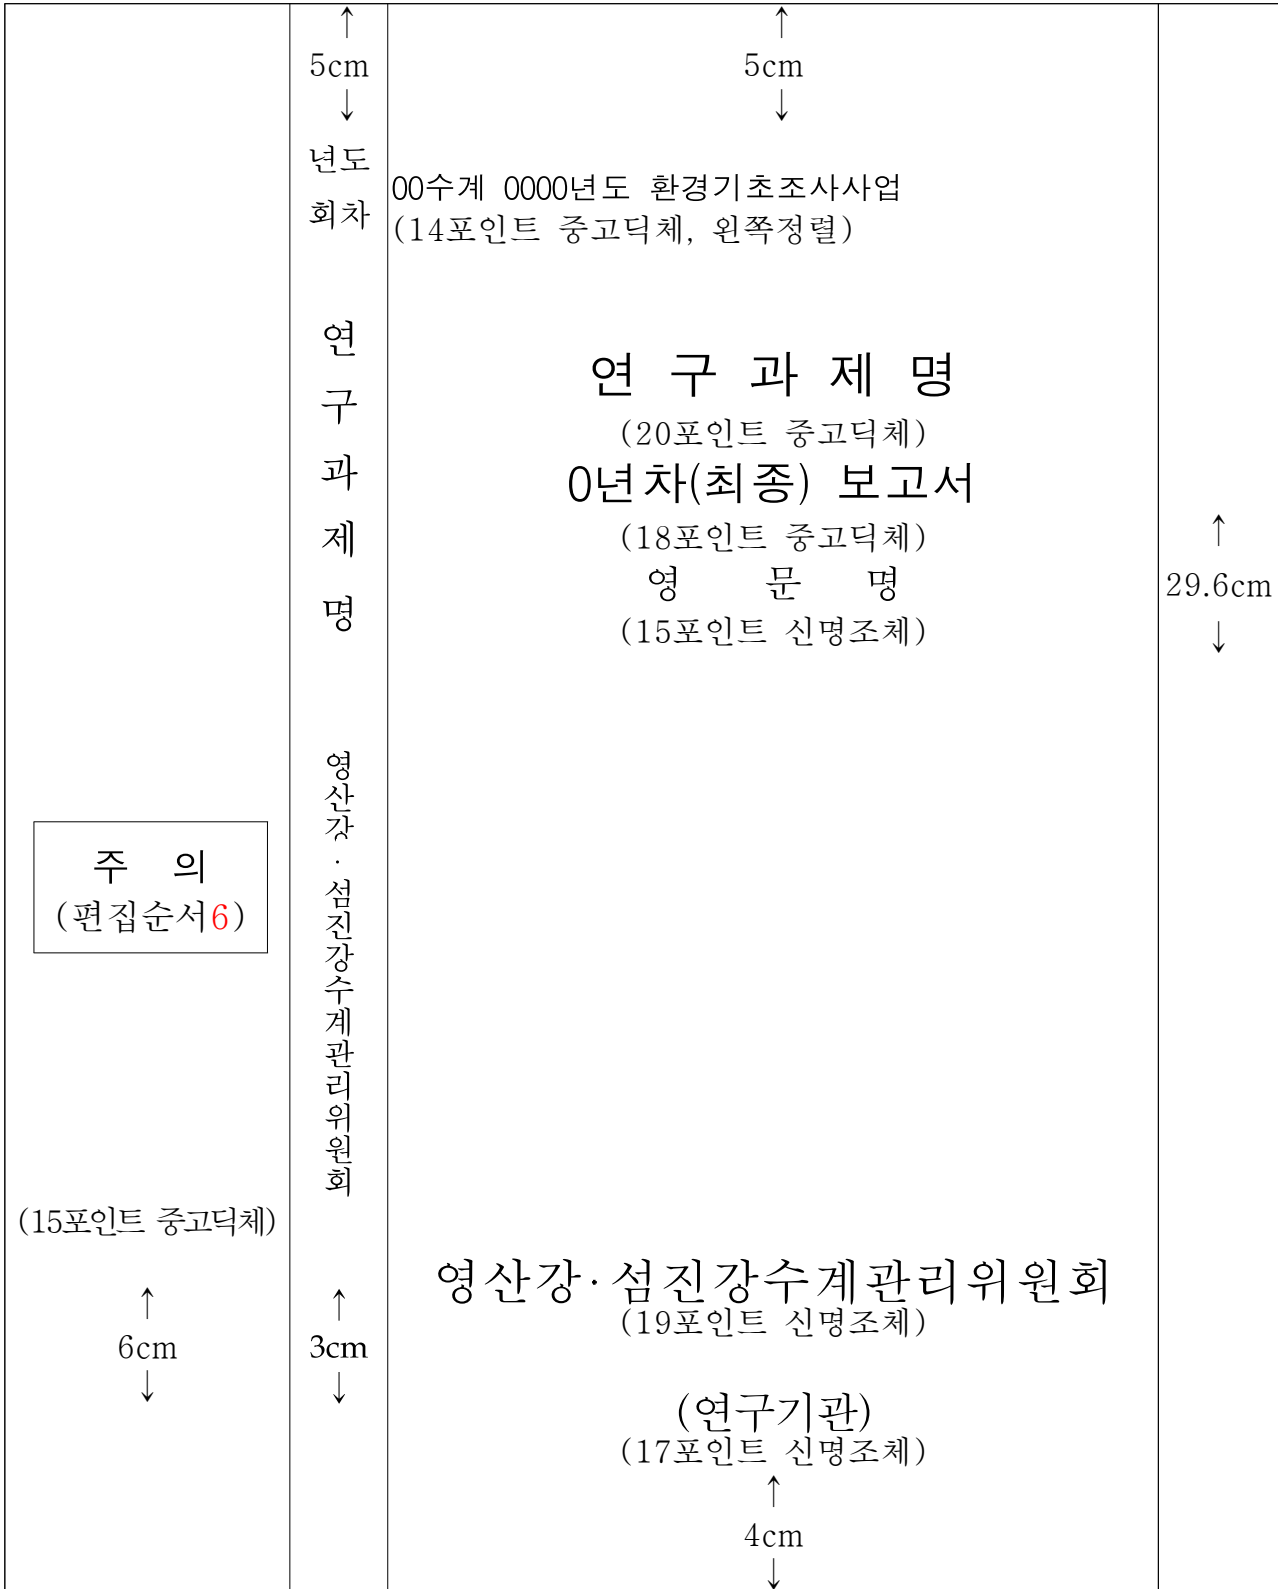 주 의
(편집순서6)
(15포인트 중고딕체)
↑
6cm
↓
↑
5cm
↓
년도
회차
연
구
과
제
명
영산강·섬진강수계관리위원회
↑
3cm
↓
↑
5cm
↓
00수계 0000년도 환경기초조사사업
(14포인트 중고딕체, 왼쪽정렬)
연 구 과 제 명
(20포인트 중고딕체)
0년차(최종) 보고서
(18포인트 중고딕체)
영 문 명
(15포인트 신명조체)
영산강·섬진강수계관리위원회
(19포인트 신명조체)
(연구기관)
(17포인트 신명조체)
↑
4cm
↓
↑
29.6cm
↓